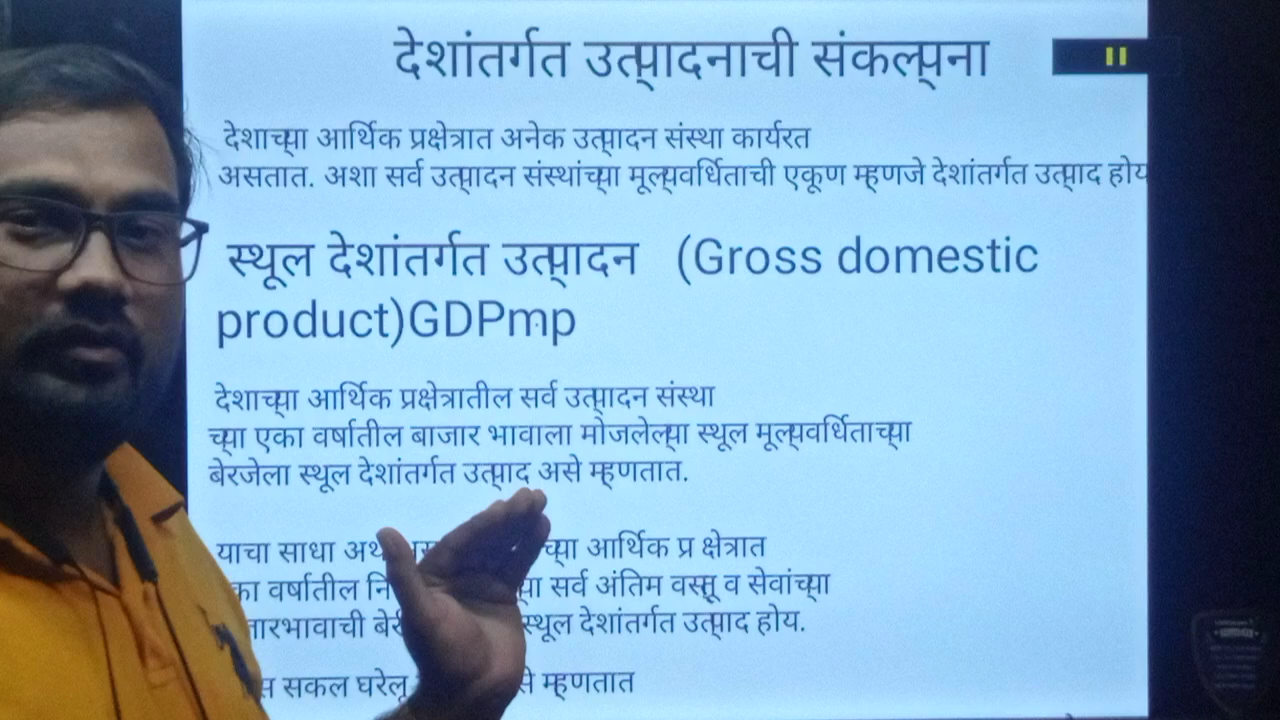 देशांतर्गत उत्पादनाची संकल्पना
देशाच्या आर्थिक प्रक्षेत्रात अनेक उत्पादन संस्था कार्यरत
असतात. अशा सर्व उत्पादन संस्थांच्या मूल्यवर्धिताची एकूण म्हणजे देशांतर्गत उत्पाद होय
स्थूल देशांतर्गत उत्पादन (Gross domestic
product)GDPmp
देशाच्या आर्थिक प्रक्षेत्रातील सर्व उत्पादन संस्था
च्या एका वर्षातील बाजार भावाला मोजलेल्या स्थूल मूल्यवर्धिताच्या
बेरजेला स्थूल देशांतर्गत उत्पाद असे म्हणतात.
याचा साधा च्या आर्थिक प्र क्षेत्रात
वर्षातील सर्व अंतिम वस्तू व सेवांच्या
स्थूल देशांतर्गत उत्पाद होय.
सकल घरेलू म्हणतात